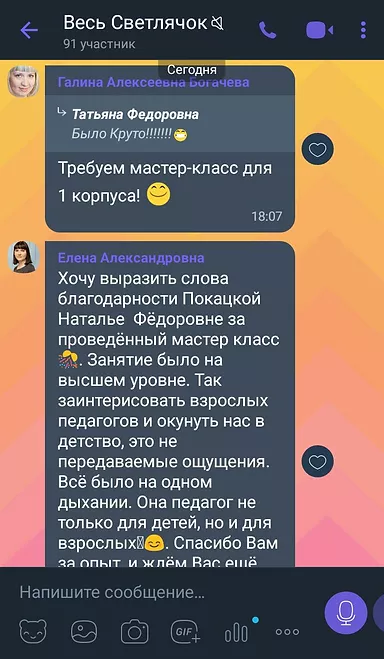 Весь Светлячок
91 участник
Сегодня
Галина Алексеевна Богачева
Татьяна Федоровна
Было Круто!!!!!!!
Требуем мастер-класс для
1 корпуса!
18:07
Елена Александровна
Хочу выразить слова
благодарности Покацкой
Наталье Фёдоровне за
проведённый мастер класс
. Занятие было на
высшем уровне. Так
заинтерисовать взрослых
педагогов и окунуть нас в
детство, это не
передаваемые ощущения.
Всё было на одном
дыхании. Она педагог не
только для детей, но и для
взрослых. Спасибо Вам
за опыт, и ждём Вас ещё
Напишите сообщение...
GIF